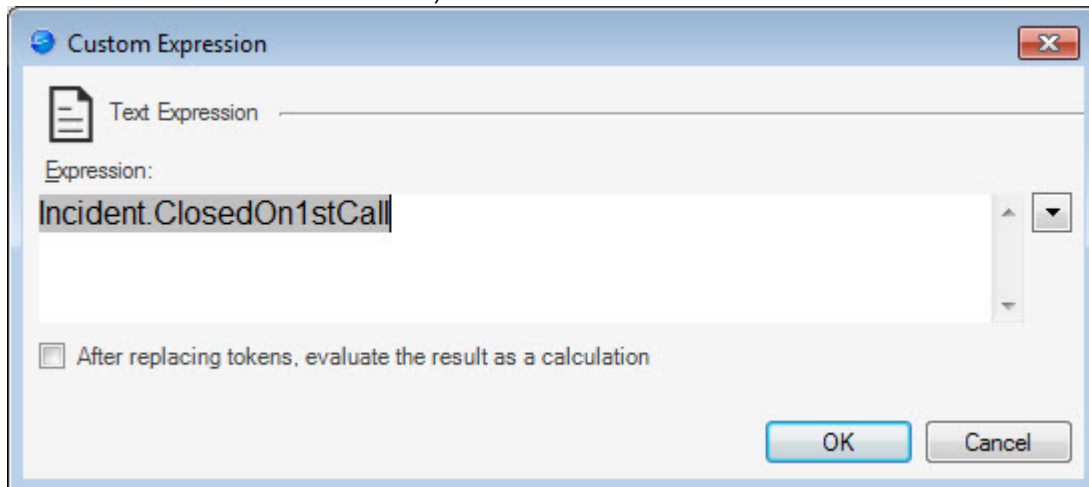 Custom Expression
Text Expression
Expression:
Incident.ClosedOn1stCall
After replacing tokens, evaluate the result as a calculation
OK Cancel